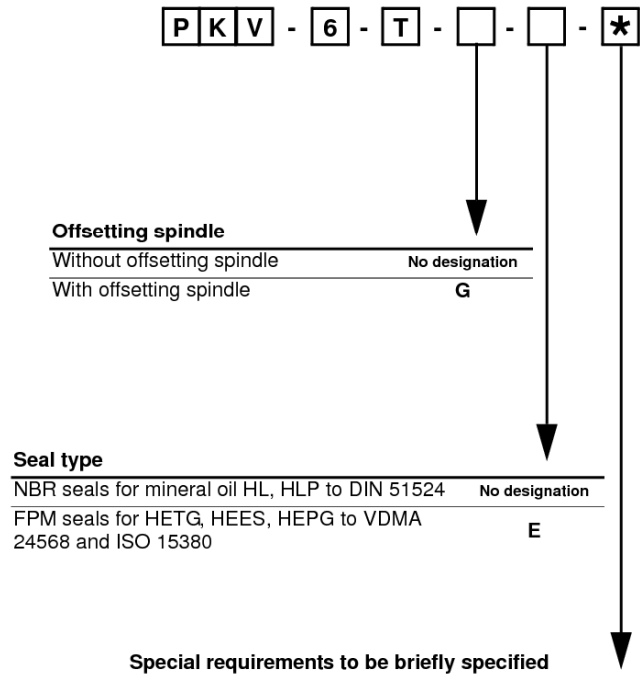 P K V - 6 - T - - - *
Offsetting spindle
Without offsetting spindle No designation
With offsetting spindle G
Seal type
NBR seals for mineral oil HL, HLP to DIN 51524 No designation
FPM seals for HETG, HEES, HEPG to VDMA
24568 and ISO 15380 E
Special requirements to be briefly specified